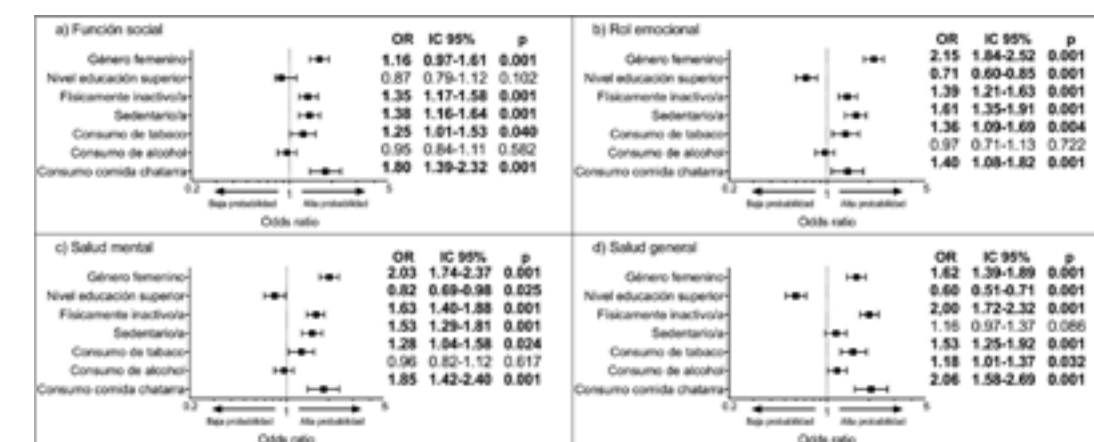 a) Función social
OR IC 95% p
Género femenino 1.16 0.97-1.61 0.001
Nivel educación superior 0.87 0.79-1.12 0.102
Físicamente inactivo/a 1.35 1.17-1.58 0.001
Sedentario/a 1.38 1.16-1.64 0.001
Consumo de tabaco 1.25 1.01-1.53 0.040
Consumo de alcohol 0.95 0.84-1.11 0.582
Consumo comida chatarra 1.80 1.39-2.32 0.001
0.2 1 5
Baja probabilidad Alta probabilidad
Odds ratio
b) Rol emocional
OR IC 95% p
Género femenino 2.15 1.84-2.52 0.001
Nivel educación superior 0.71 0.60-0.85 0.001
Físicamente inactivo/a 1.39 1.21-1.63 0.001
Sedentario/a 1.61 1.35-1.91 0.001
Consumo de tabaco 1.36 1.09-1.69 0.004
Consumo de alcohol 0.97 0.71-1.13 0.722
Consumo comida chatarra 1.40 1.08-1.82 0.001
0.2 1 5
Baja probabilidad Alta probabilidad
Odds ratio
c) Salud mental
OR IC 95% p
Género femenino 2.03 1.74-2.37 0.001
Nivel educación superior 0.82 0.69-0.98 0.025
Físicamente inactivo/a 1.63 1.40-1.88 0.001
Sedentario/a 1.53 1.29-1.81 0.001
Consumo de tabaco 1.28 1.04-1.58 0.024
Consumo de alcohol 0.96 0.82-1.12 0.617
Consumo comida chatarra 1.85 1.42-2.40 0.001
0.2 1 5
Baja probabilidad Alta probabilidad
Odds ratio
d) Salud general
OR IC 95% p
Género femenino 1.62 1.39-1.89 0.001
Nivel educación superior 0.60 0.51-0.71 0.001
Físicamente inactivo/a 2,00 1.72-2.32 0.001
Sedentario/a 1.16 0.97-1.37 0.086
Consumo de tabaco 1.53 1.25-1.92 0.001
Consumo de alcohol 1.18 1.01-1.37 0.032
Consumo comida chatarra 2.06 1.58-2.69 0.001
0.2 1 5
Baja probabilidad Alta probabilidad
Odds ratio